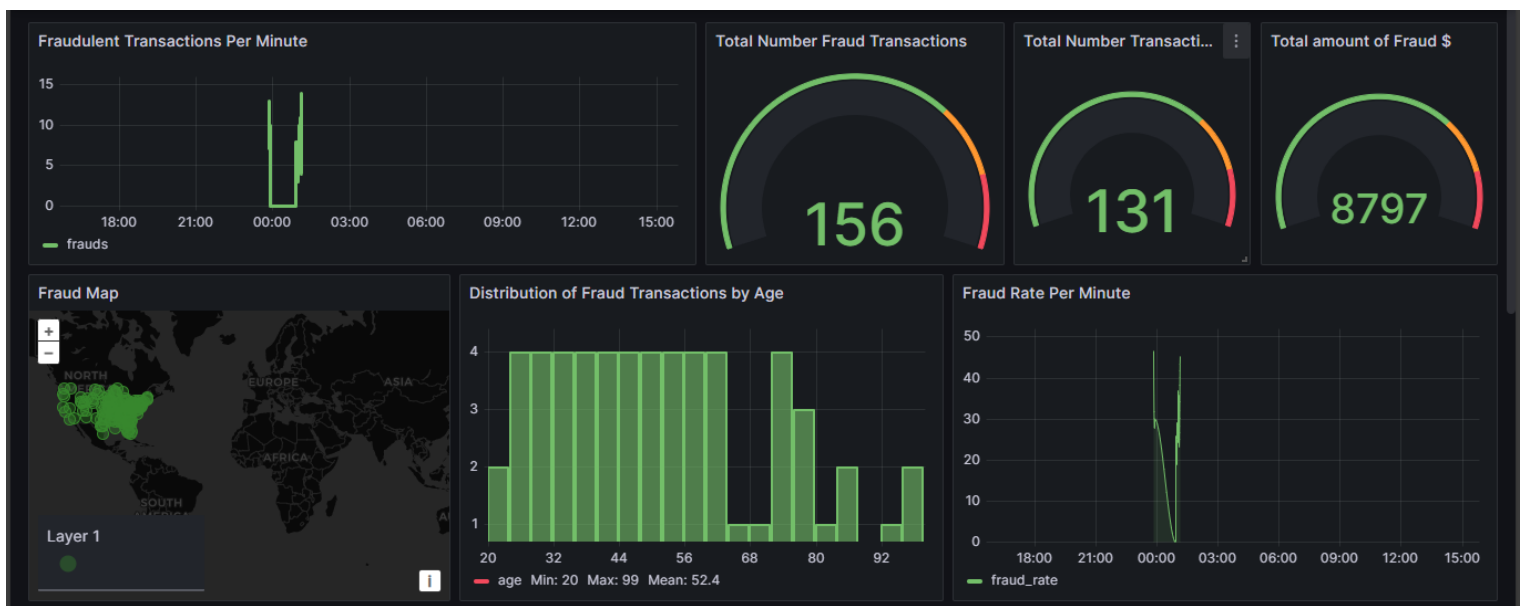 Fraudulent Transactions Per Minute
15
10
5
0
18:00 21:00 00:00 03:00 06:00 09:00 12:00 15:00
frauds
Total Number Fraud Transactions
156
Total Number Transacti...
131
Total amount of Fraud $
8797
Fraud Map
+
−
NORTH
EUROPE
ASIA
AFRICA
SOUTH
Layer 1
i
Distribution of Fraud Transactions by Age
4
3
2
1
20 32 44 56 68 80 92
age Min: 20 Max: 99 Mean: 52.4
Fraud Rate Per Minute
50
40
30
20
10
0
18:00 21:00 00:00 03:00 06:00 09:00 12:00 15:00
fraud_rate